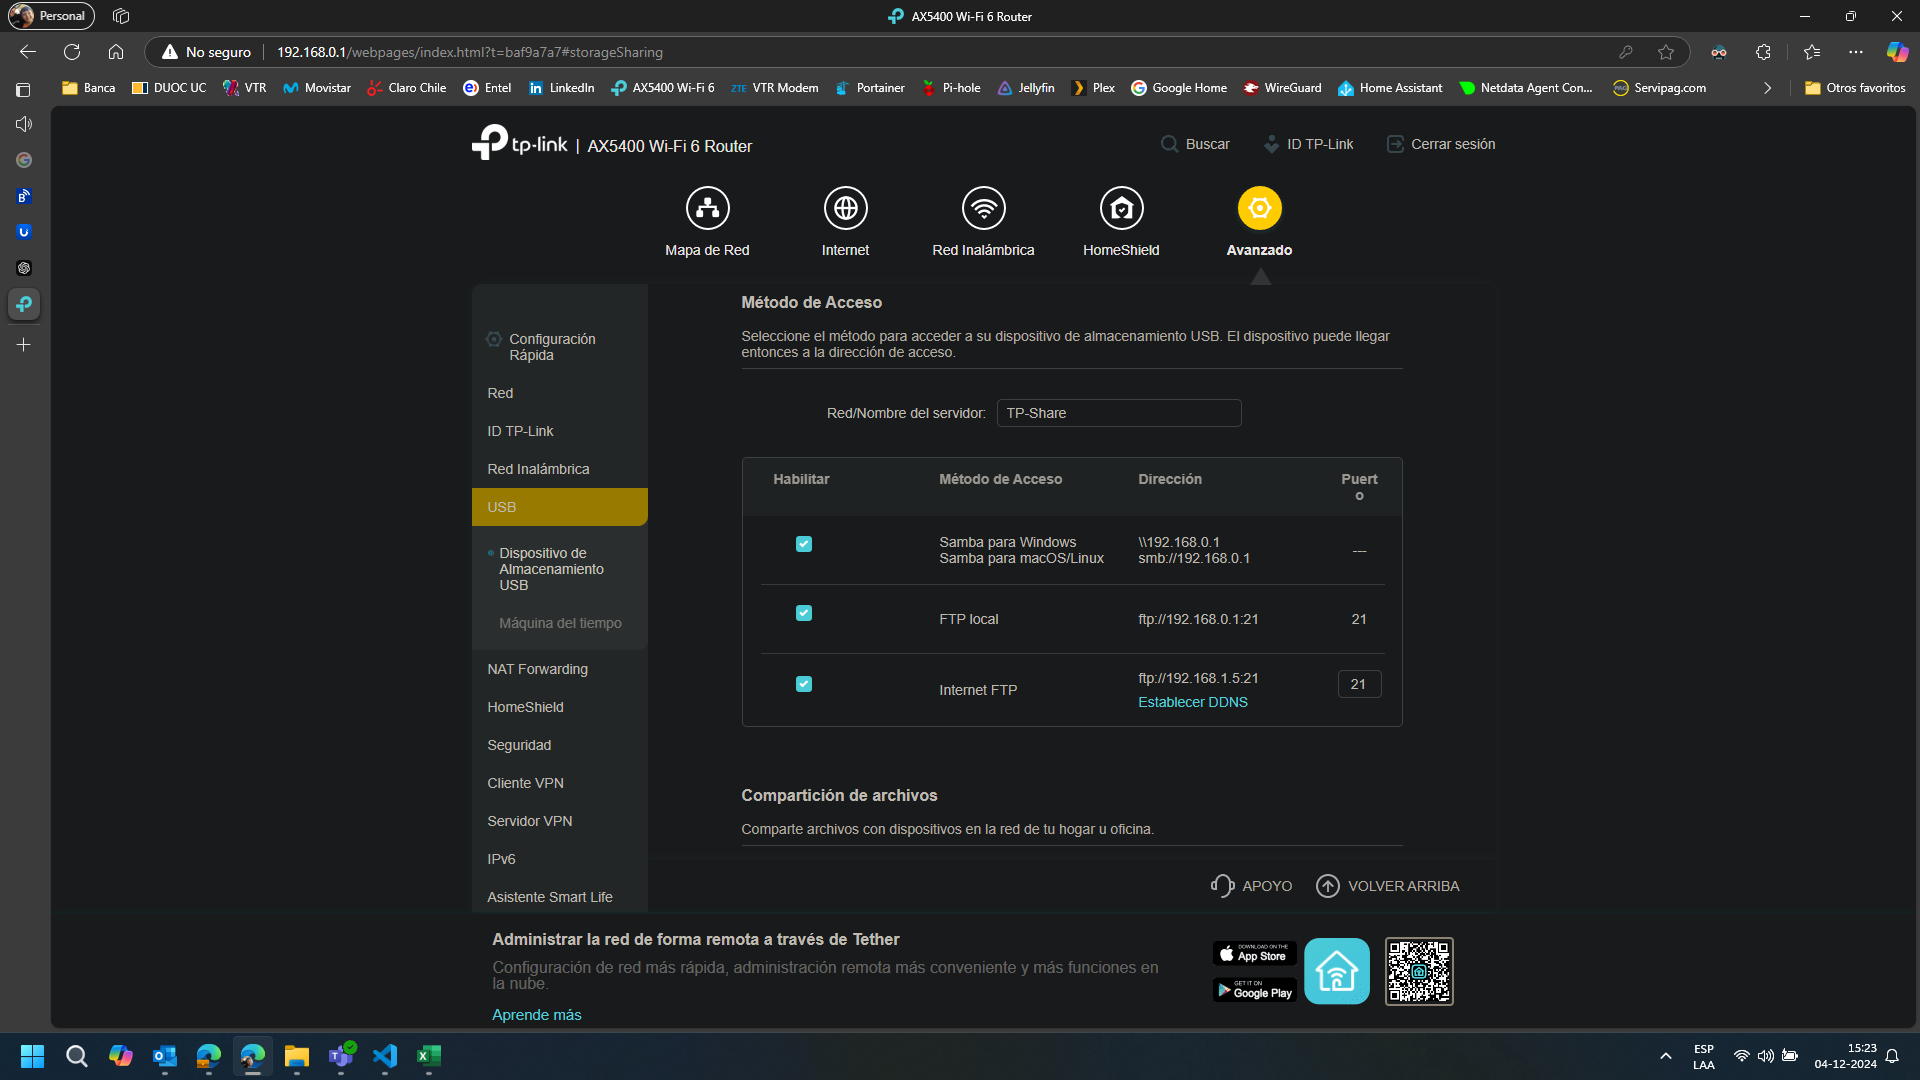 Personal
AX5400 Wi-Fi 6 Router
No seguro
192.168.0.1/webpages/index.html?t=baf9a7a7#storageSharing
Banca
DUOC UC
VTR
Movistar
Claro Chile
Entel
LinkedIn
AX5400 Wi-Fi 6
ZTE VTR Modem
Portainer
Pi-hole
Jellyfin
Plex
Google Home
WireGuard
Home Assistant
Netdata Agent Con...
Servipag.com
Otros favoritos
tp-link | AX5400 Wi-Fi 6 Router
Buscar
ID TP-Link
Cerrar sesión
Mapa de Red
Internet
Red Inalámbrica
HomeShield
Avanzado
Configuración
Rápida
Red
ID TP-Link
Red Inalámbrica
USB
Dispositivo de
Almacenamiento
USB
Máquina del tiempo
NAT Forwarding
HomeShield
Seguridad
Cliente VPN
Servidor VPN
IPv6
Asistente Smart Life
Método de Acceso
Seleccione el método para acceder a su dispositivo de almacenamiento USB. El dispositivo puede llegar
entonces a la dirección de acceso.
Red/Nombre del servidor: TP-Share
Habilitar
Método de Acceso
Dirección
Puert
o
Samba para Windows
Samba para macOS/Linux
\\192.168.0.1
smb://192.168.0.1
---
FTP local
ftp://192.168.0.1:21
21
Internet FTP
ftp://192.168.1.5:21
Establecer DDNS
21
Compartición de archivos
Comparte archivos con dispositivos en la red de tu hogar u oficina.
APOYO
VOLVER ARRIBA
Administrar la red de forma remota a través de Tether
Configuración de red más rápida, administración remota más conveniente y más funciones en
la nube.
Aprende más
Download on the
App Store
GET IT ON
Google Play
ESP
LAA
15:23
04-12-2024